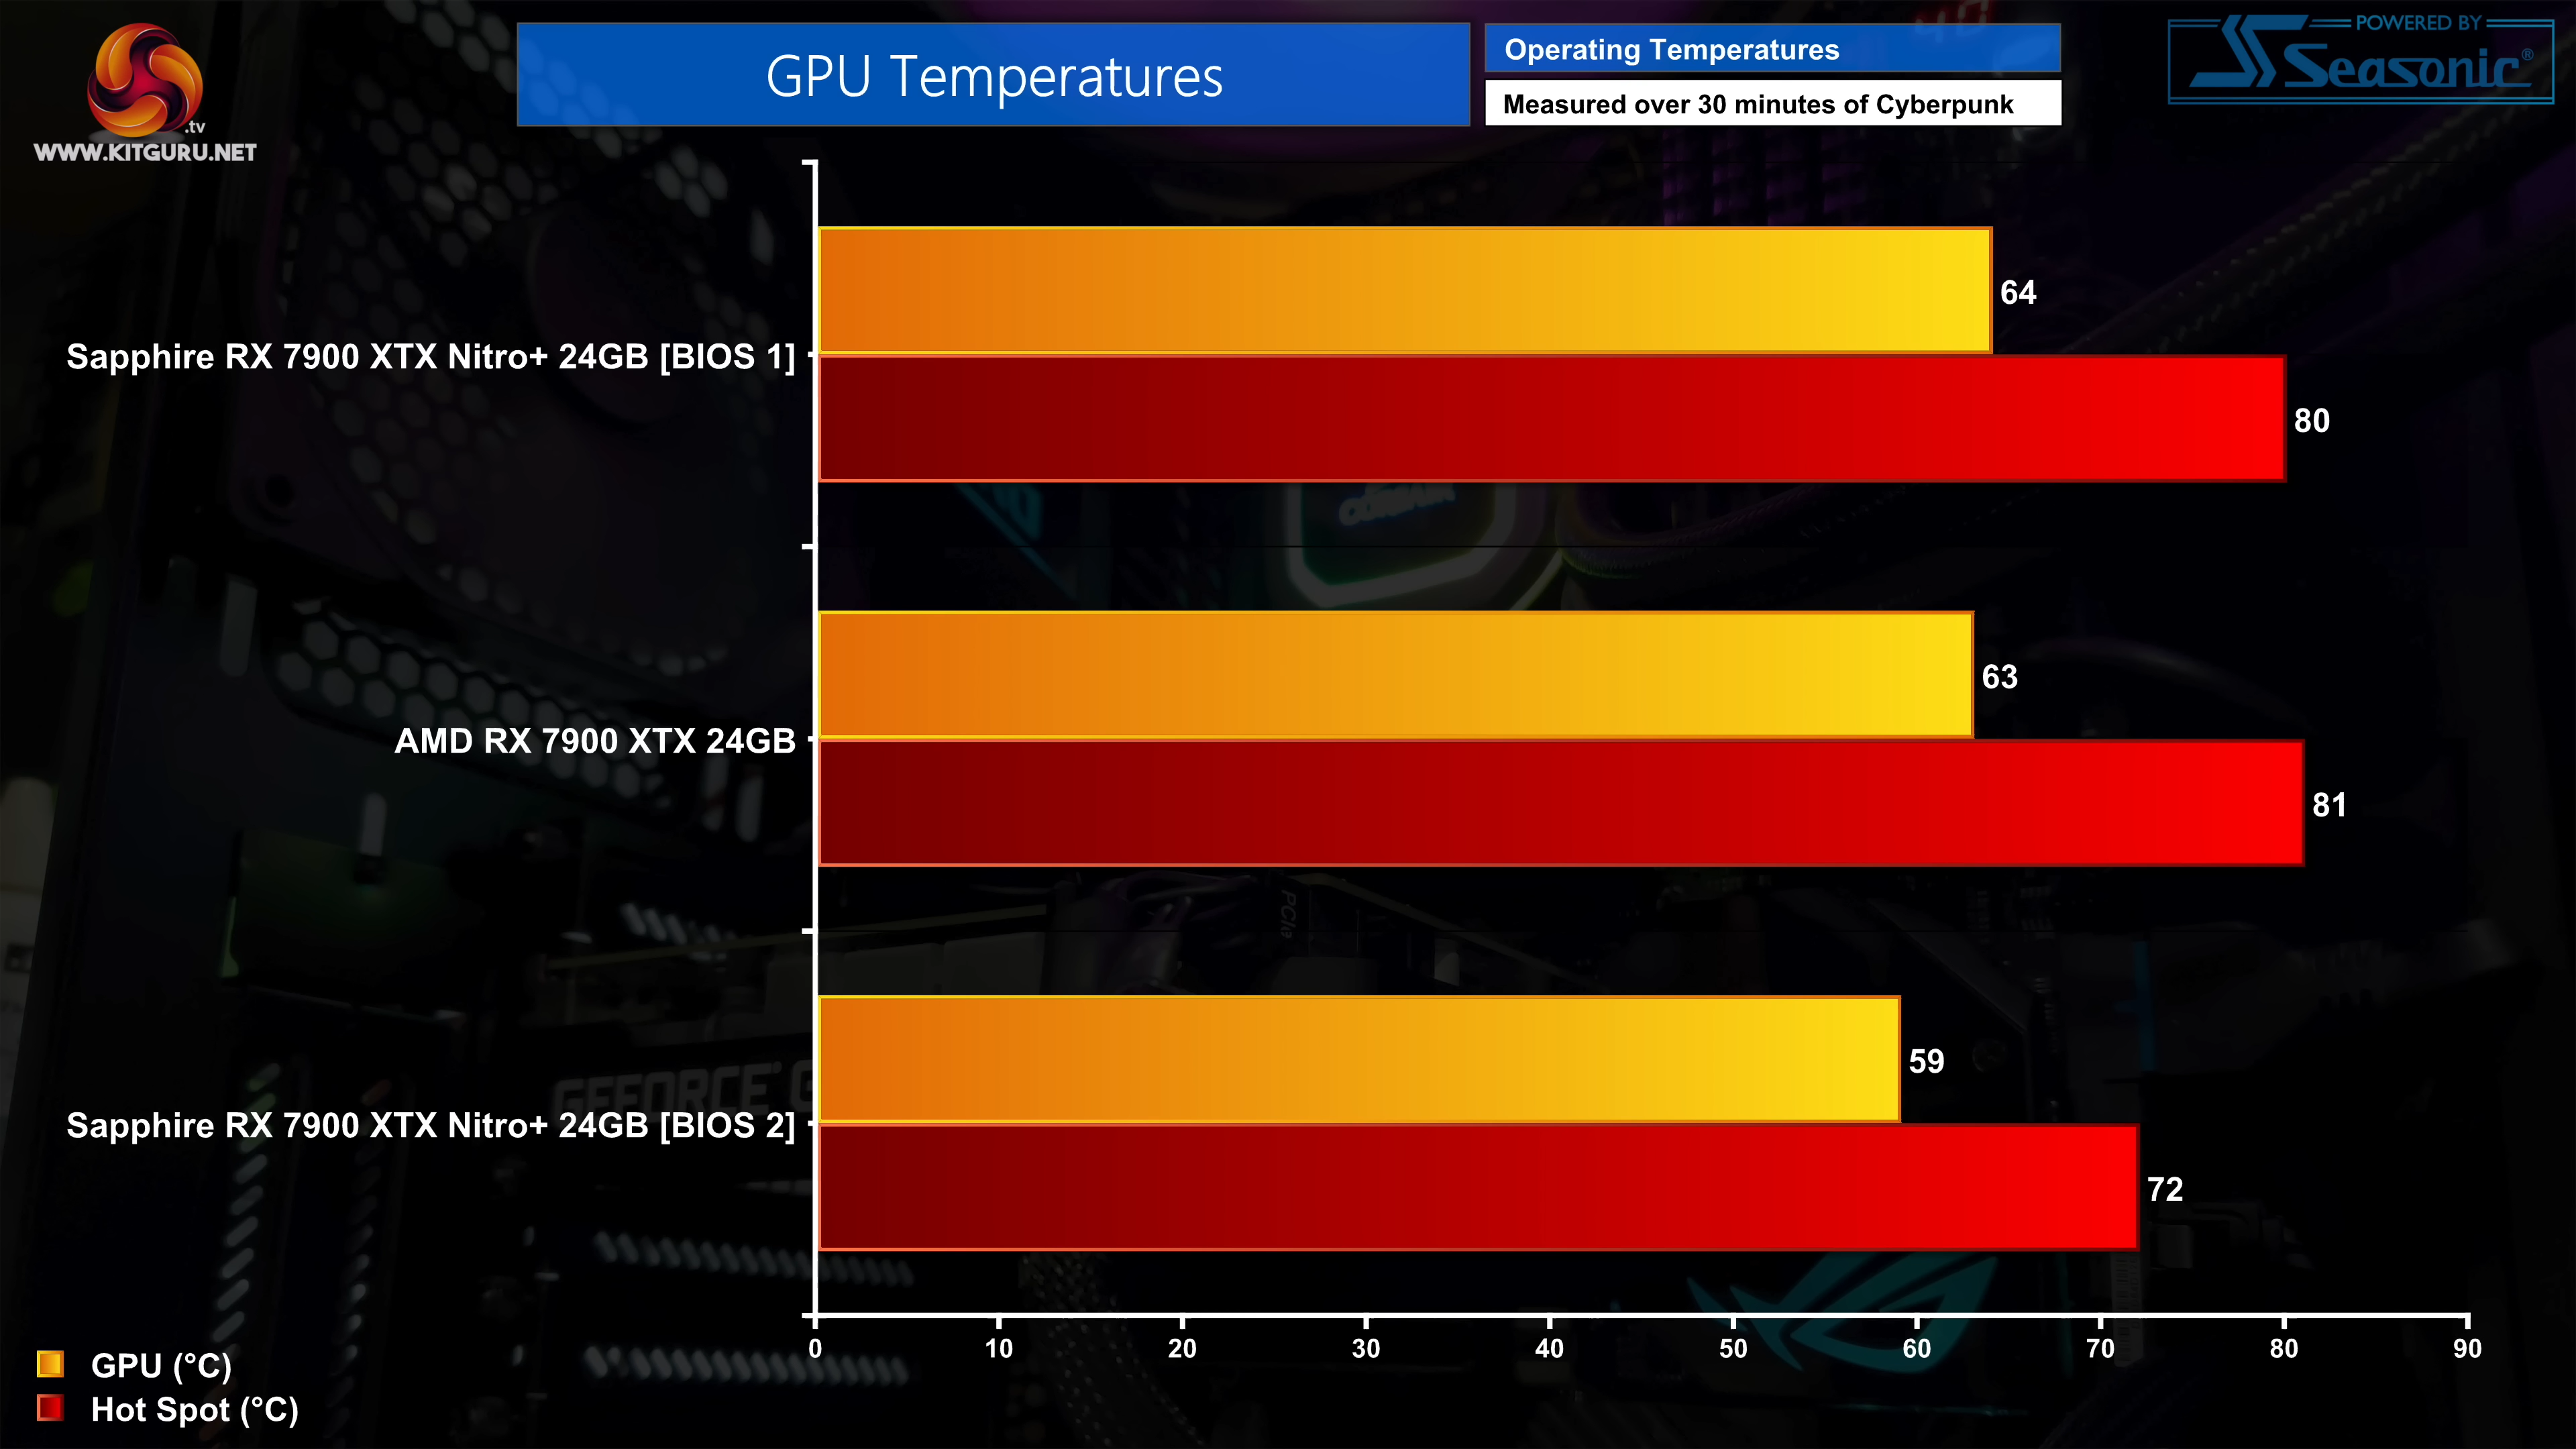 .tv
WWW.KITGURU.NET
GPU Temperatures
Operating Temperatures
Measured over 30 minutes of Cyberpunk
POWERED BY
Seasonic®
64
Sapphire RX 7900 XTX Nitro+ 24GB [BIOS 1]
80
CORSAIR
63
AMD RX 7900 XTX 24GB
81
PCIe
59
GEFORCE G
Sapphire RX 7900 XTX Nitro+ 24GB [BIOS 2]
72
0 10 20 30 40 50 60 70 80 90
GPU (°C)
Hot Spot (°C)